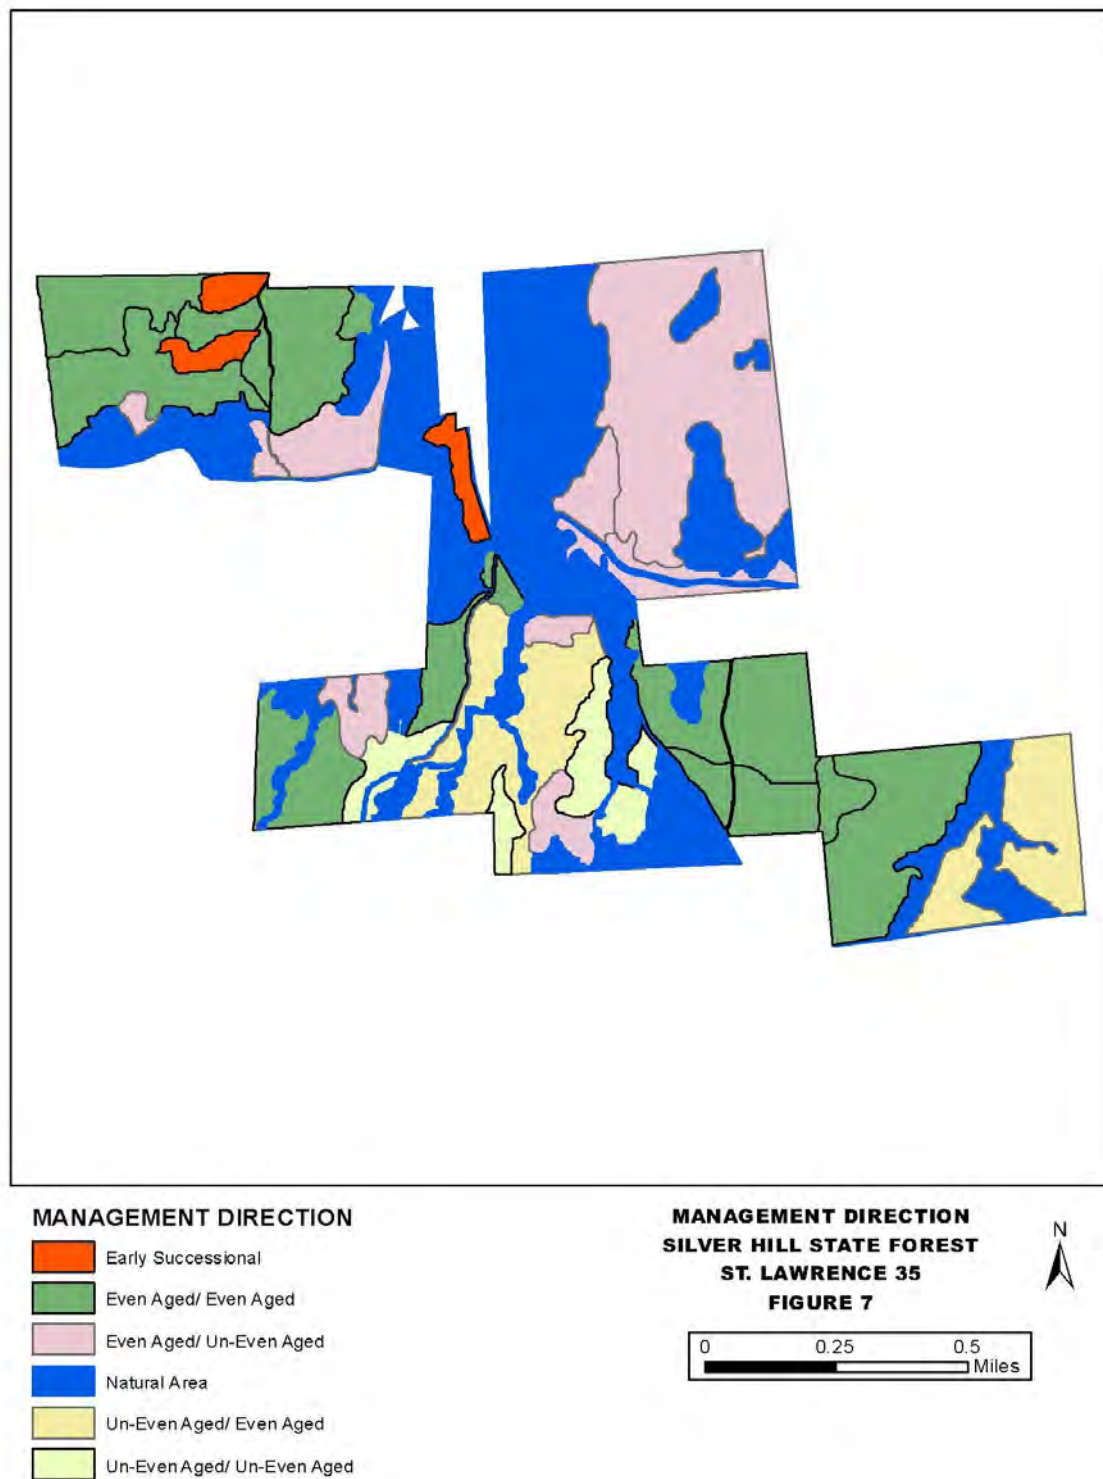 MANAGEMENT DIRECTION
Early Successional
Even Aged/ Even Aged
Even Aged/ Un-Even Aged
Natural Area
Un-Even Aged/ Even Aged
Un-Even Aged/ Un-Even Aged
MANAGEMENT DIRECTION
SILVER HILL STATE FOREST
ST. LAWRENCE 35
FIGURE 7
N
0 0.25 0.5
Miles